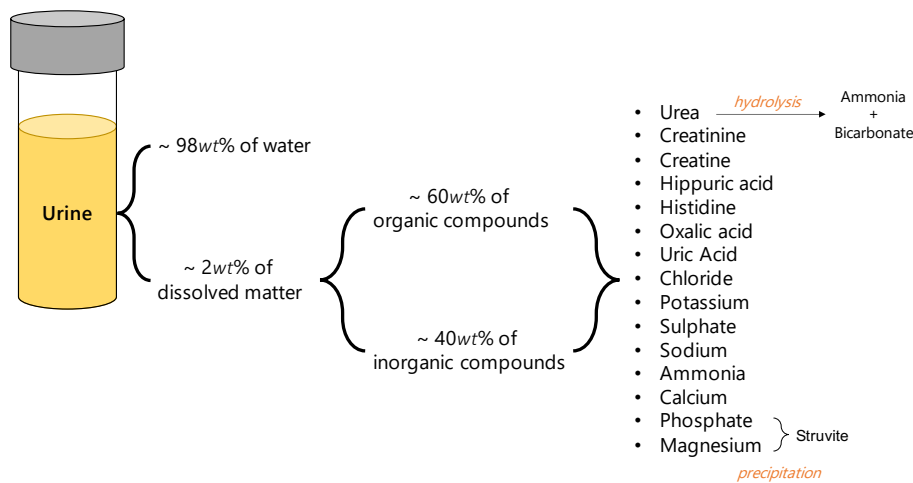 Urine
~ 98wt% of water
~ 2wt% of
dissolved matter
~ 60wt% of
organic compounds
~ 40wt% of
inorganic compounds
• Urea
• Creatinine
• Creatine
• Hippuric acid
• Histidine
• Oxalic acid
• Uric Acid
• Chloride
• Potassium
• Sulphate
• Sodium
• Ammonia
• Calcium
• Phosphate
• Magnesium
hydrolysis
Ammonia
+
Bicarbonate
Struvite
precipitation